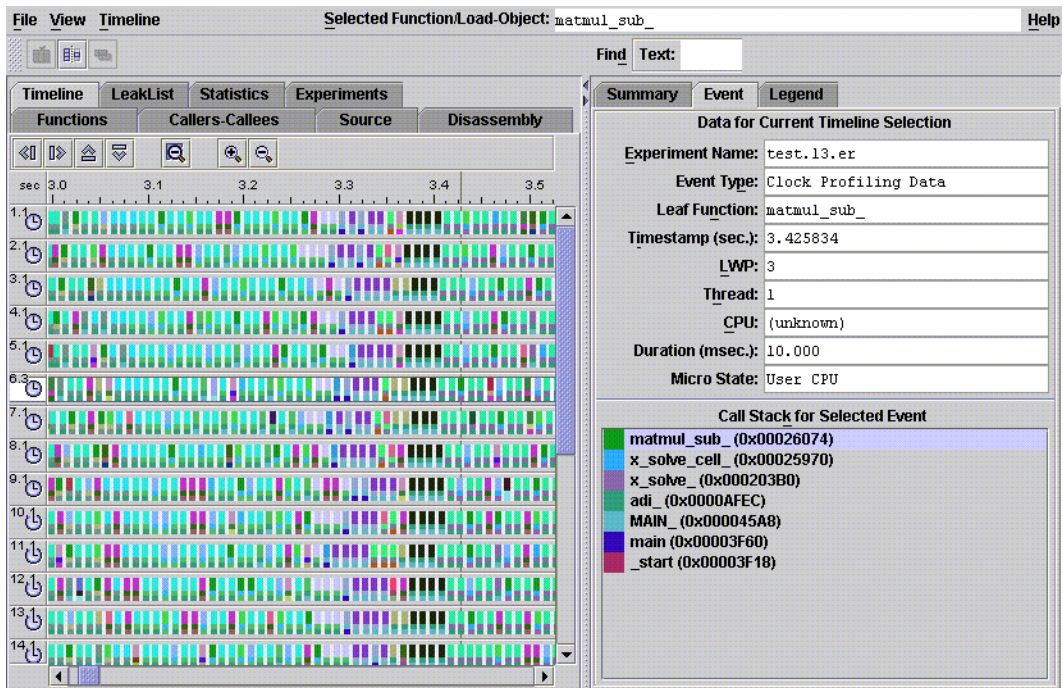 File View Timeline Selected Function/Load-Object: matmul_sub_ Help
Find Text:
Timeline LeakList Statistics Experiments
Functions Callers-Callees Source Disassembly
sec 3.0 3.1 3.2 3.3 3.4 3.5
1.1
2.1
3.1
4.1
5.1
6.3
7.1
8.1
9.1
10.1
11.1
12.1
13.1
14.1
Summary Event Legend
Data for Current Timeline Selection
Experiment Name: test.13.er
Event Type: Clock Profiling Data
Leaf Function: matmul_sub_
Timestamp (sec.): 3.425834
LWP: 3
Thread: 1
CPU: (unknown)
Duration (msec.): 10.000
Micro State: User CPU
Call Stack for Selected Event
matmul_sub_ (0x00026074)
x_solve_cell_ (0x00025970)
x_solve_ (0x000203B0)
adi_ (0x0000AFEC)
MAIN_ (0x000045A8)
main (0x00003F60)
_start (0x00003F18)